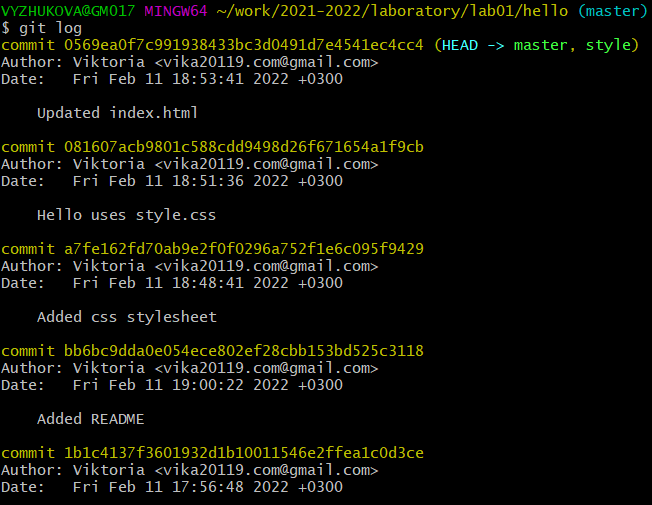 VYZHUKOVA@GM017 MINGW64 ~/work/2021-2022/laboratory/lab01/hello (master)
$ git log
commit 0569ea0f7c991938433bc3d0491d7e4541ec4cc4 (HEAD -> master, style)
Author: Viktoria <vika20119.com@gmail.com>
Date:   Fri Feb 11 18:53:41 2022 +0300
    Updated index.html
commit 081607acb9801c588cdd9498d26f671654a1f9cb
Author: Viktoria <vika20119.com@gmail.com>
Date:   Fri Feb 11 18:51:36 2022 +0300
    Hello uses style.css
commit a7fe162fd70ab9e2f0f0296a752f1e6c095f9429
Author: Viktoria <vika20119.com@gmail.com>
Date:   Fri Feb 11 18:48:41 2022 +0300
    Added css stylesheet
commit bb6bc9dda0e054ece802ef28cbb153bd525c3118
Author: Viktoria <vika20119.com@gmail.com>
Date:   Fri Feb 11 19:00:22 2022 +0300
    Added README
commit 1b1c4137f3601932d1b10011546e2ffea1c0d3ce
Author: Viktoria <vika20119.com@gmail.com>
Date:   Fri Feb 11 17:56:48 2022 +0300